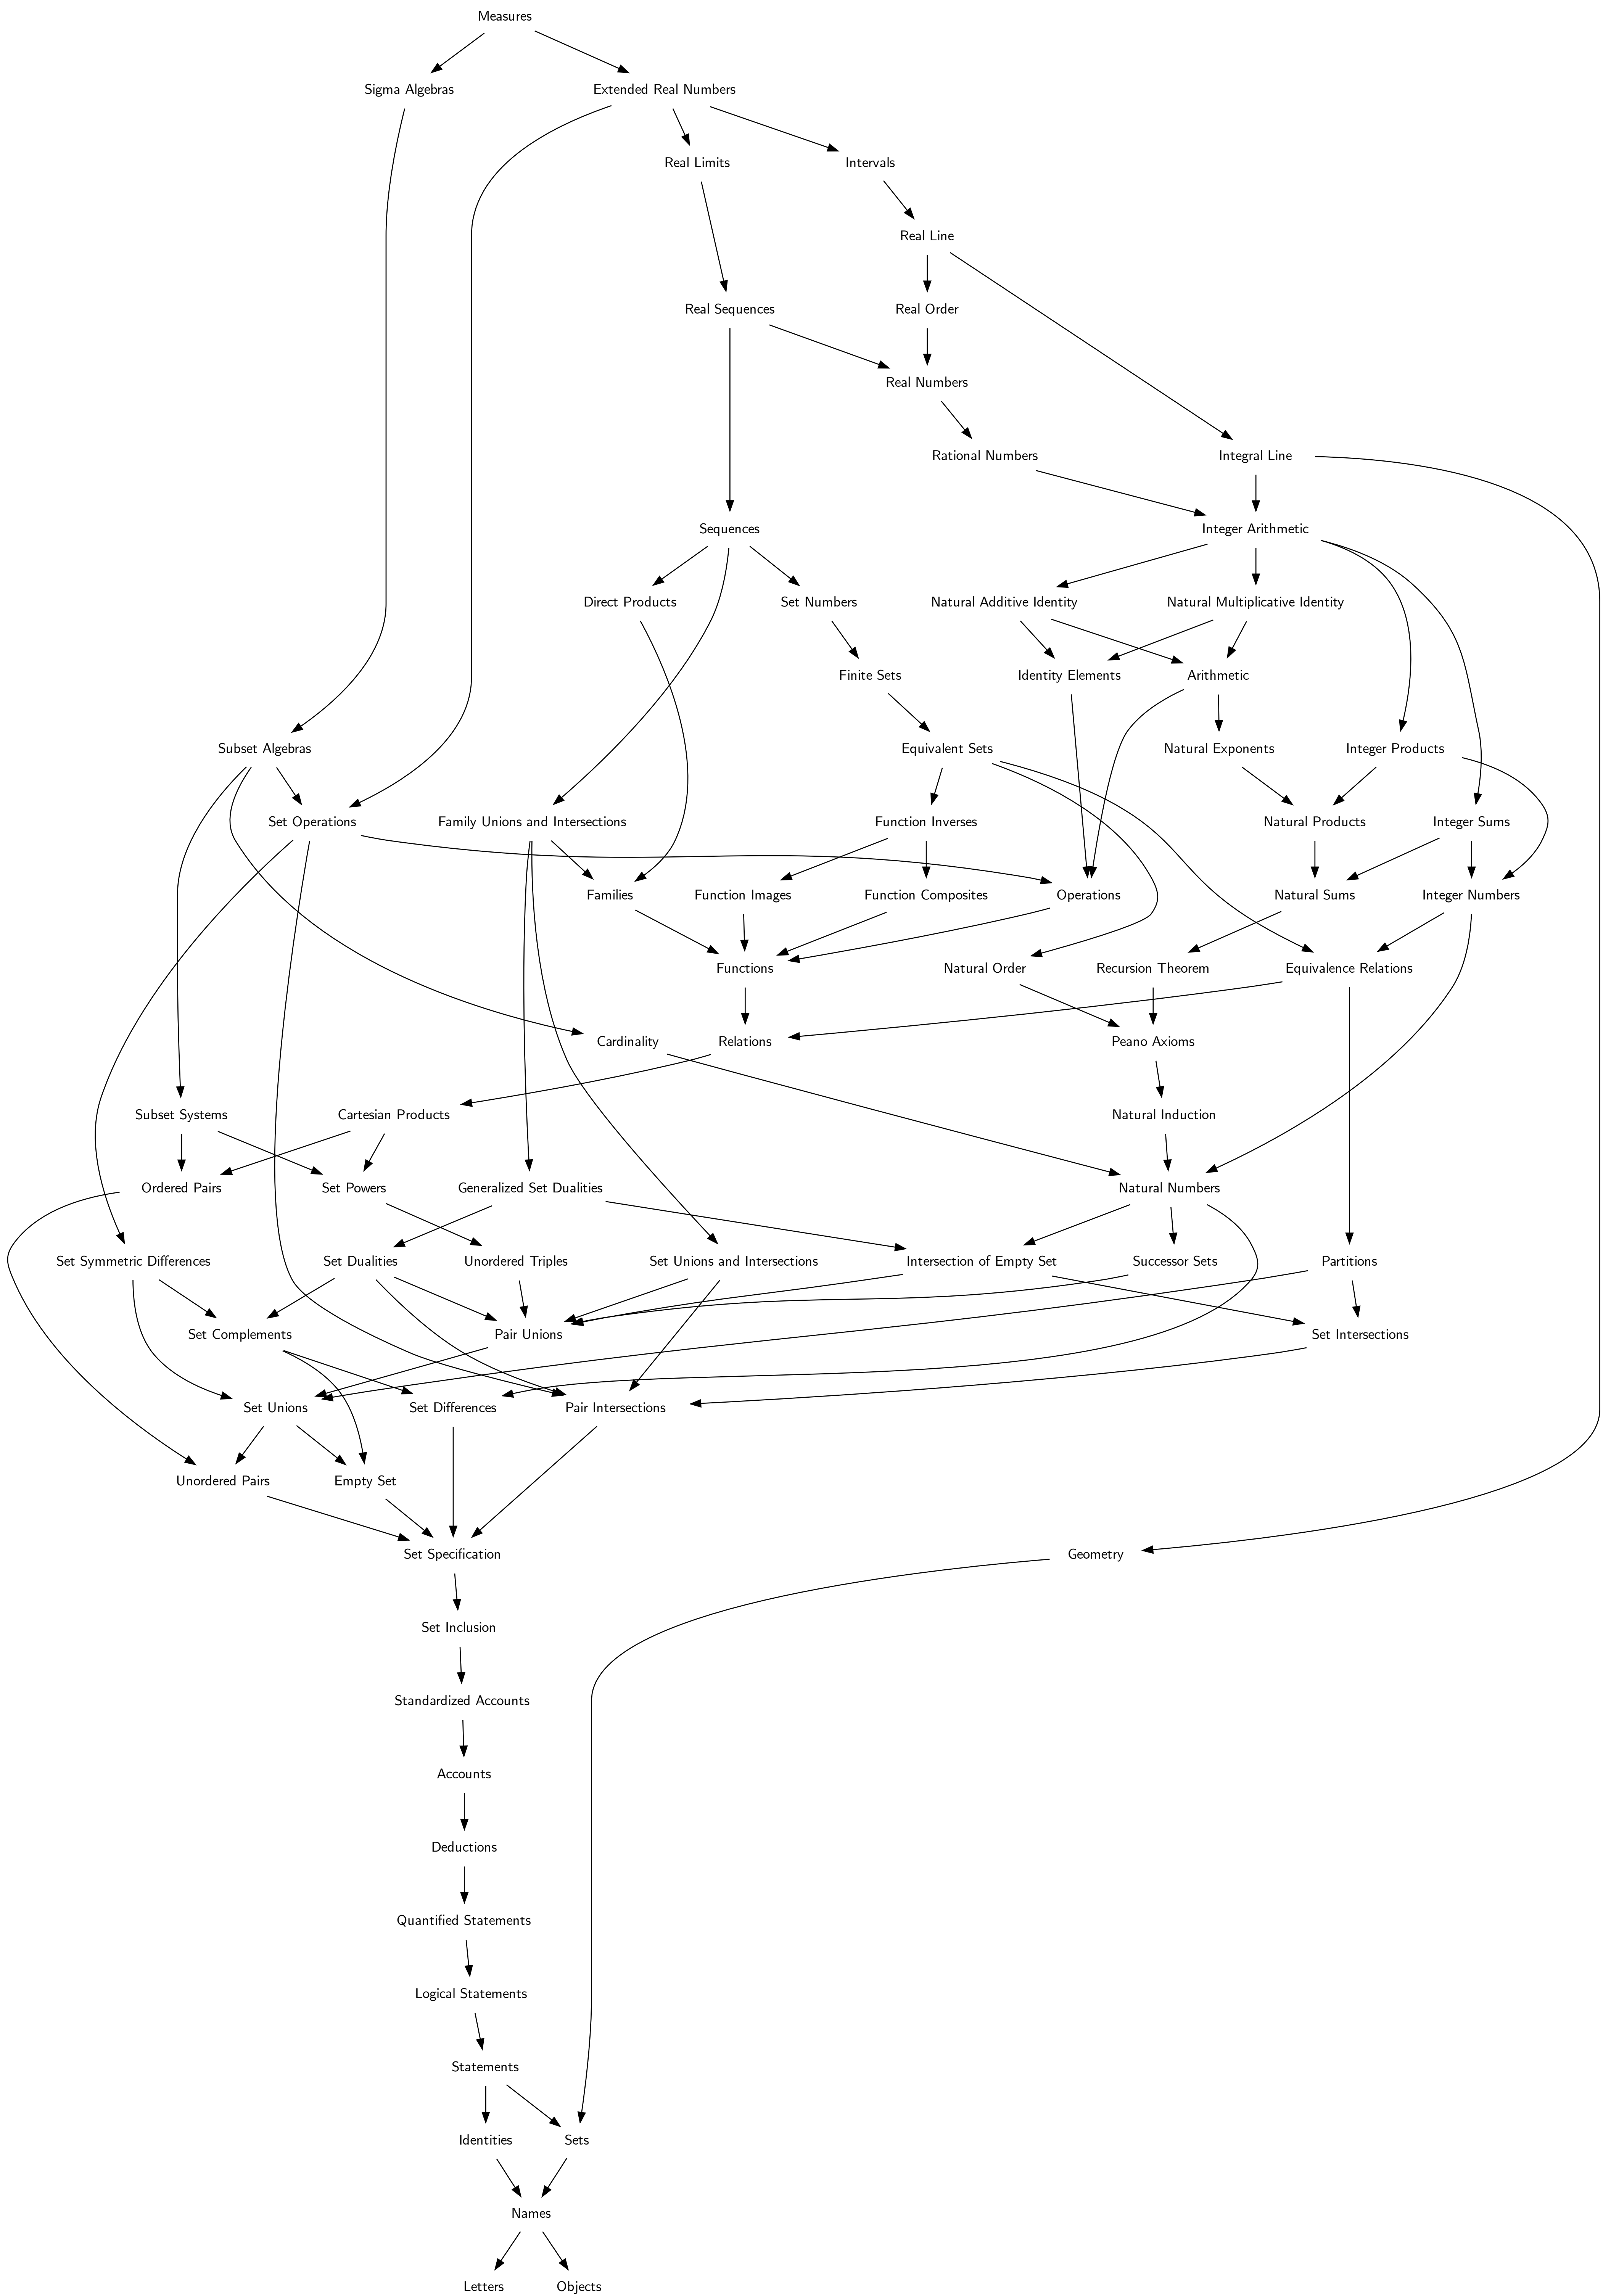 Measures
Sigma Algebras
Extended Real Numbers
Real Limits
Intervals
Real Line
Real Sequences
Real Order
Real Numbers
Rational Numbers
Integral Line
Sequences
Integer Arithmetic
Direct Products
Set Numbers
Natural Additive Identity
Natural Multiplicative Identity
Finite Sets
Identity Elements
Arithmetic
Subset Algebras
Equivalent Sets
Natural Exponents
Integer Products
Set Operations
Family Unions and Intersections
Function Inverses
Natural Products
Integer Sums
Families
Function Images
Function Composites
Operations
Natural Sums
Integer Numbers
Functions
Natural Order
Recursion Theorem
Equivalence Relations
Cardinality
Relations
Peano Axioms
Subset Systems
Cartesian Products
Natural Induction
Ordered Pairs
Set Powers
Generalized Set Dualities
Natural Numbers
Set Symmetric Differences
Set Dualities
Unordered Triples
Set Unions and Intersections
Intersection of Empty Set
Successor Sets
Partitions
Set Complements
Pair Unions
Set Intersections
Set Unions
Set Differences
Pair Intersections
Unordered Pairs
Empty Set
Set Specification
Geometry
Set Inclusion
Standardized Accounts
Accounts
Deductions
Quantified Statements
Logical Statements
Statements
Identities
Sets
Names
Letters
Objects